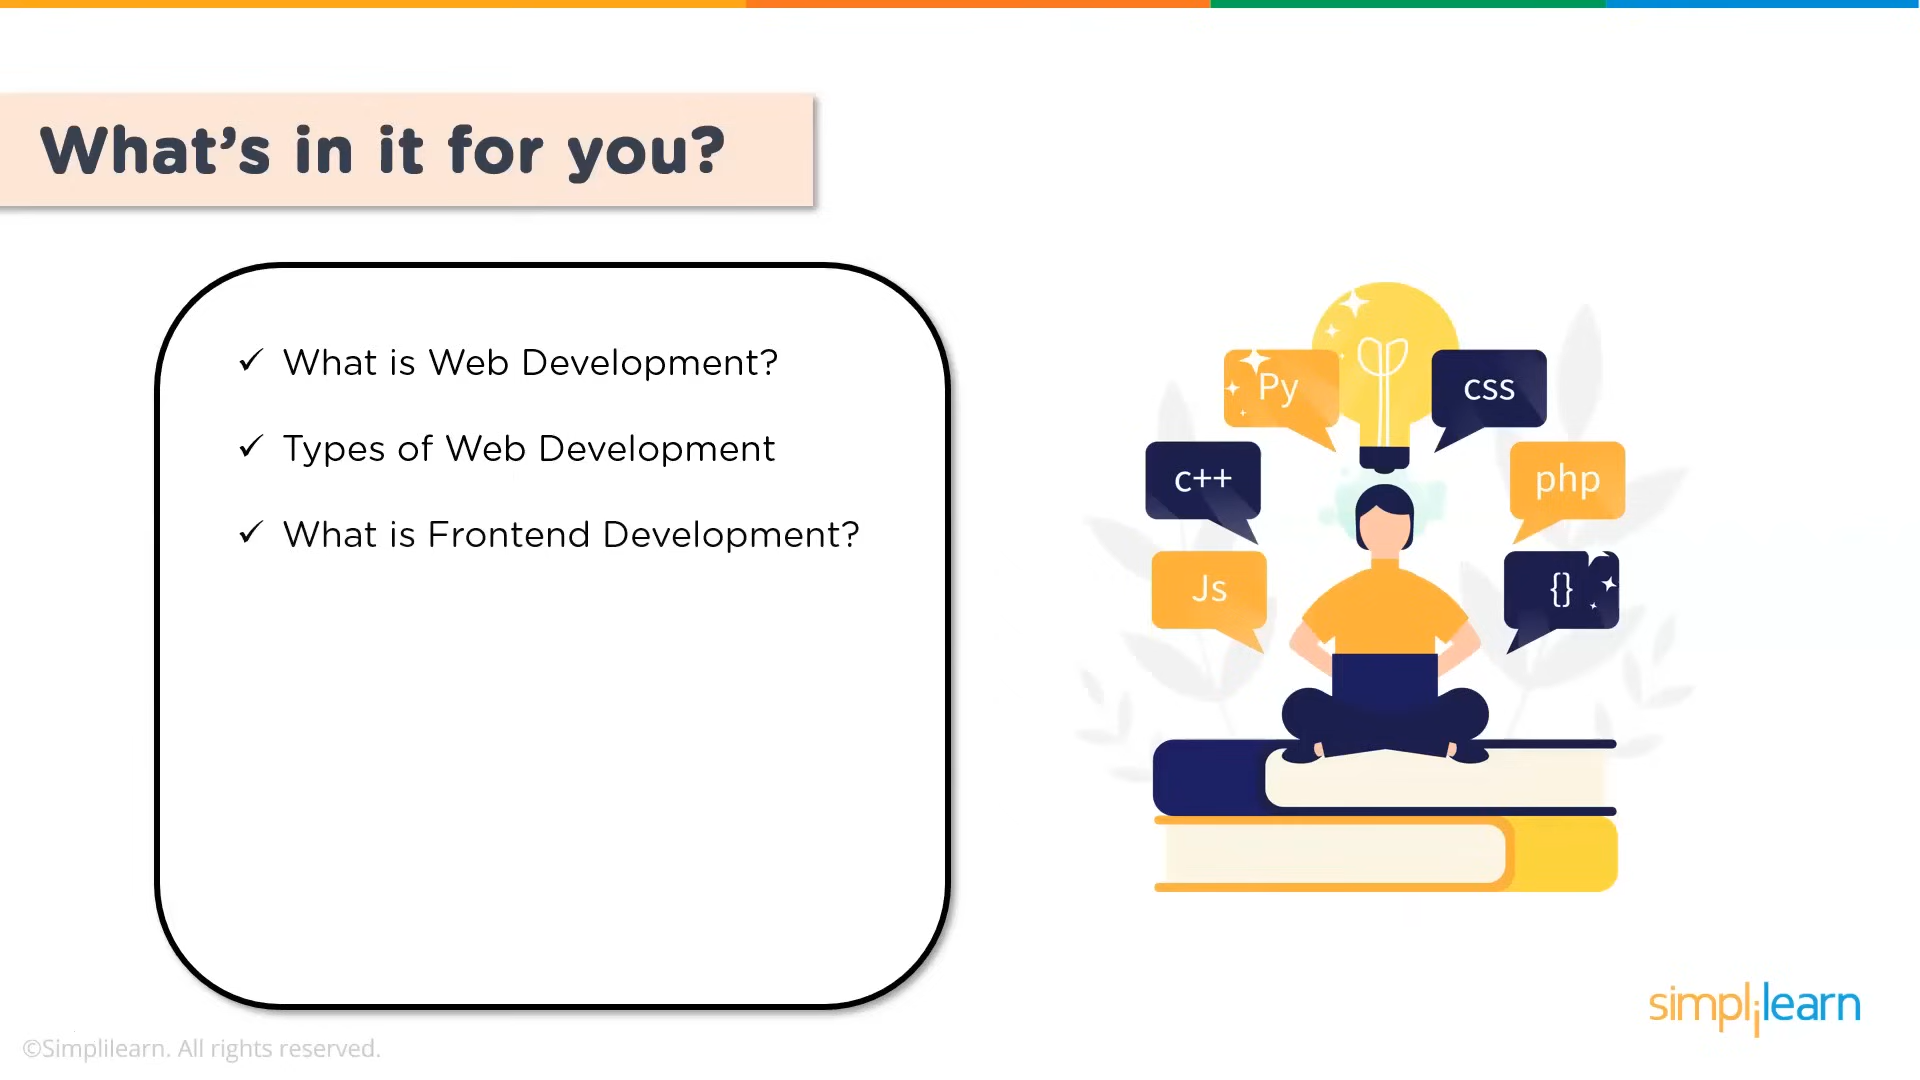 What's in it for you?
✓ What is Web Development?
✓ Types of Web Development
✓ What is Frontend Development?
Py
css
c++
php
Js
{}
simplilearn
©Simplilearn. All rights reserved.